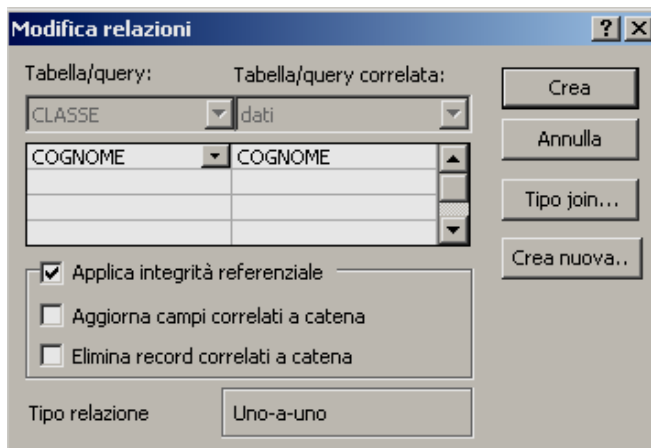 Modifica relazioni
Tabella/query: Tabella/query correlata:
CLASSE dati
COGNOME COGNOME
Crea
Annulla
Tipo join...
Crea nuova..
Applica integrità referenziale
Aggiorna campi correlati a catena
Elimina record correlati a catena
Tipo relazione Uno-a-uno